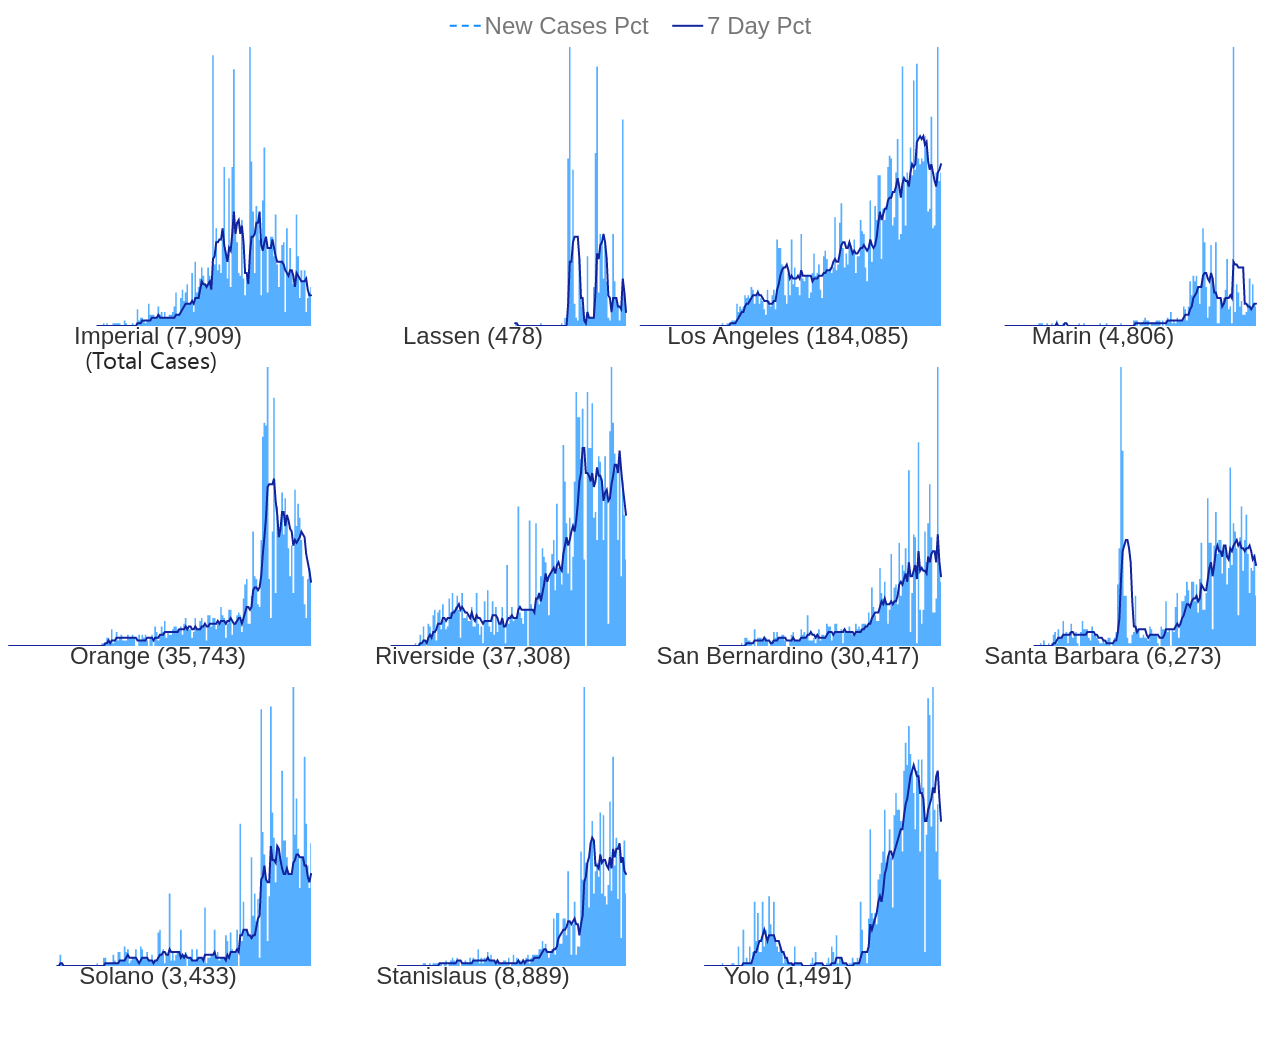 New Cases Pct 7 Day Pct
Imperial (7,909) Lassen (478) Los Angeles (184,085) Marin (4,806)
(Total Cases)
Orange (35,743) Riverside (37,308) San Bernardino (30,417) Santa Barbara (6,273)
Solano (3,433) Stanislaus (8,889) Yolo (1,491)